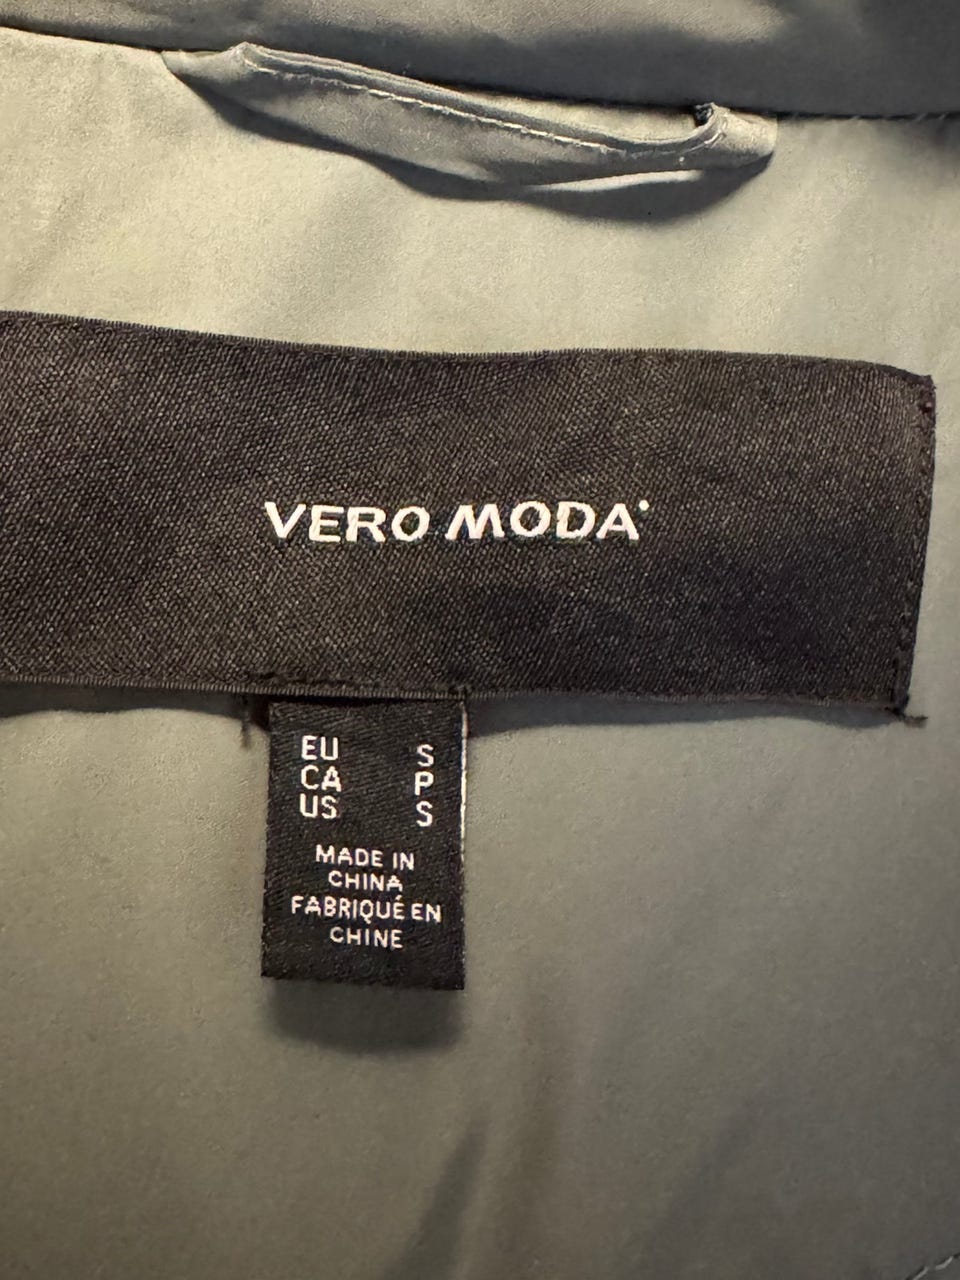 VERO MODA
EU S
CA P
US S
MADE IN
CHINA
FABRIQUÉ EN
CHINE